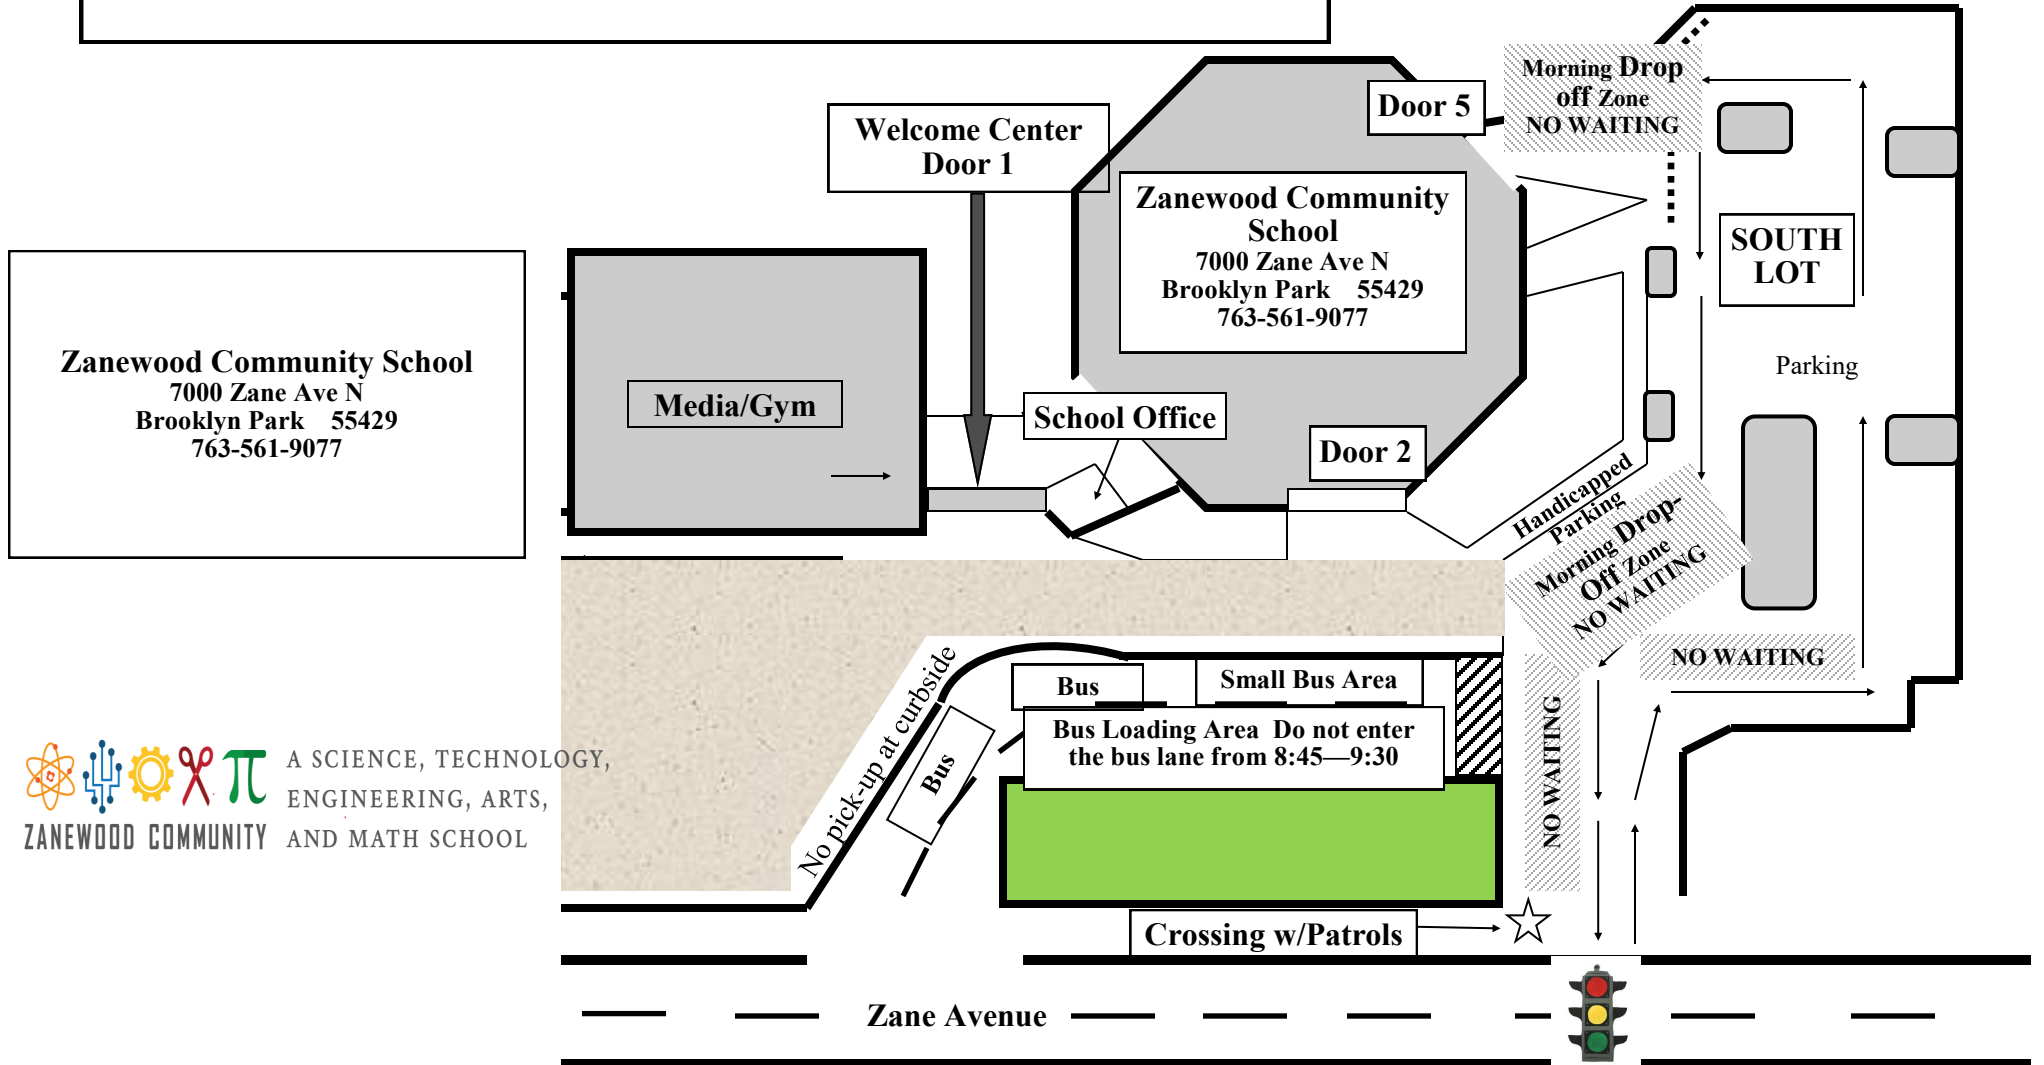 Morning Drop
off Zone
NO WAITING
Door 5
Welcome Center
Door 1
Zanewood Community
School
7000 Zane Ave N
Brooklyn Park 55429
763-561-9077
SOUTH
LOT
Zanewood Community School
7000 Zane Ave N
Brooklyn Park 55429
763-561-9077
Parking
Media/Gym
School Office
Door 2
Handicapped
Parking
Morning Drop-
Off Zone
NO WAITING
NO WAITING
Bus
Small Bus Area
No pick-up at curbside
Bus
Bus Loading Area Do not enter
the bus lane from 8:45—9:30
NO WAITING
A SCIENCE, TECHNOLOGY,
ENGINEERING, ARTS,
AND MATH SCHOOL
ZANEWOOD COMMUNITY
Crossing w/Patrols
Zane Avenue